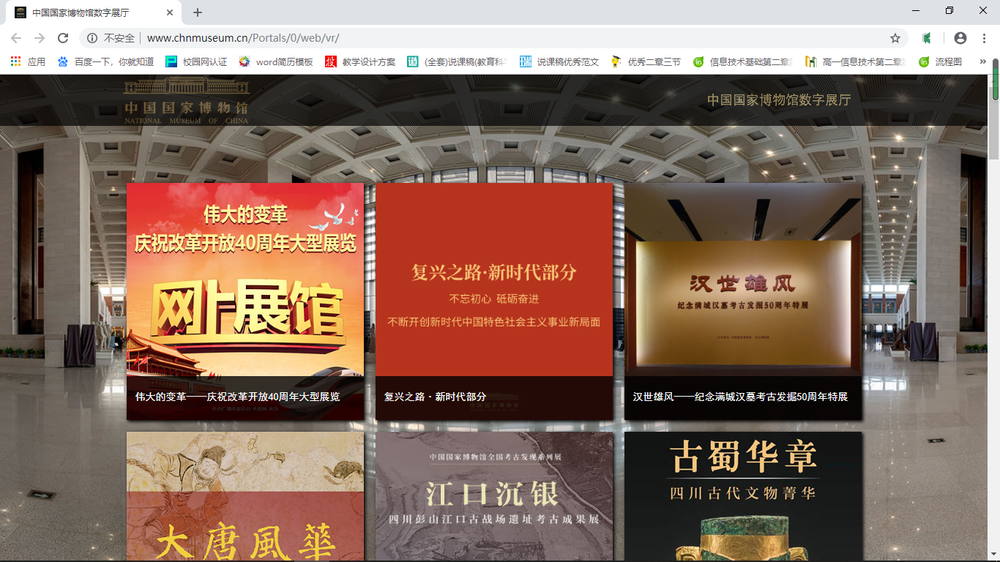 中国国家博物馆数字展厅
不安全
www.chnmuseum.cn/Portals/0/web/vr/
应用
百度一下，你就知道
校园网认证
word简历模板
教学设计方案
(全套)说课稿(教育科
说课稿优秀范文
优秀二章三节
信息技术基础第二章
高一信息技术第二章
流程图
中国国家博物馆
NATIONAL MUSEUM OF CHINA
中国国家博物馆数字展厅
伟大的变革
庆祝改革开放40周年大型展览
网上展馆
伟大的变革——庆祝改革开放40周年大型展览
复兴之路·新时代部分
不忘初心 砥砺奋进
不断开创新时代中国特色社会主义事业新局面
复兴之路·新时代部分
汉世雄风
纪念满城汉墓考古发掘50周年特展
汉世雄风——纪念满城汉墓考古发掘50周年特展
大唐風華
中国国家博物馆全国考古发现系列展
江口沉银
四川彭山江口古战场遗址考古成果展
古蜀华章
四川古代文物菁华